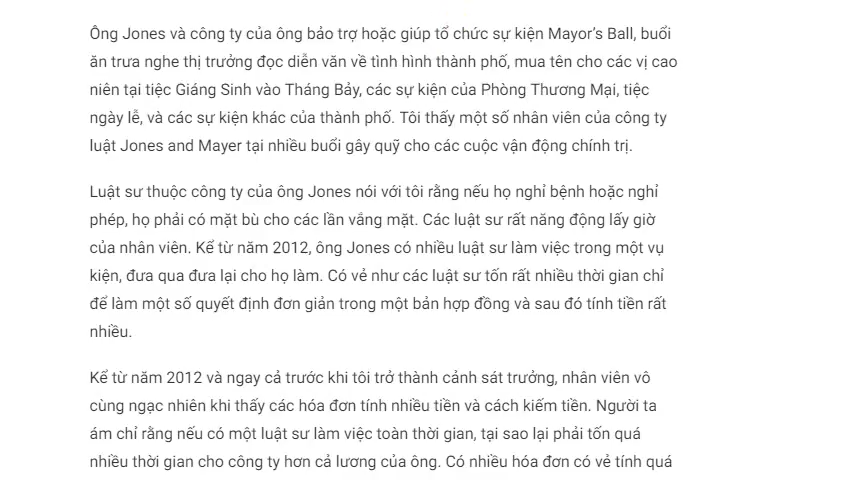 Ông Jones và công ty của ông bảo trợ hoặc giúp tổ chức sự kiện Mayor’s Ball, buổi
ăn trưa nghe thị trưởng đọc diễn văn về tình hình thành phố, mua tên cho các vị cao
niên tại tiệc Giáng Sinh vào Tháng Bảy, các sự kiện của Phòng Thương Mại, tiệc
ngày lễ, và các sự kiện khác của thành phố. Tôi thấy một số nhân viên của công ty
luật Jones and Mayer tại nhiều buổi gây quỹ cho các cuộc vận động chính trị.
Luật sư thuộc công ty của ông Jones nói với tôi rằng nếu họ nghỉ bệnh hoặc nghỉ
phép, họ phải có mặt bù cho các lần vắng mặt. Các luật sư rất năng động lấy giờ
của nhân viên. Kể từ năm 2012, ông Jones có nhiều luật sư làm việc trong một vụ
kiện, đưa qua đưa lại cho họ làm. Có vẻ như các luật sư tốn rất nhiều thời gian chỉ
để làm một số quyết định đơn giản trong một bản hợp đồng và sau đó tính tiền rất
nhiều.
Kể từ năm 2012 và ngay cả trước khi tôi trở thành cảnh sát trưởng, nhân viên vô
cùng ngạc nhiên khi thấy các hóa đơn tính nhiều tiền và cách kiếm tiền. Người ta
ám chỉ rằng nếu có một luật sư làm việc toàn thời gian, tại sao lại phải tốn quá
nhiều thời gian cho công ty hơn cả lương của ông. Có nhiều hóa đơn có vẻ tính quá